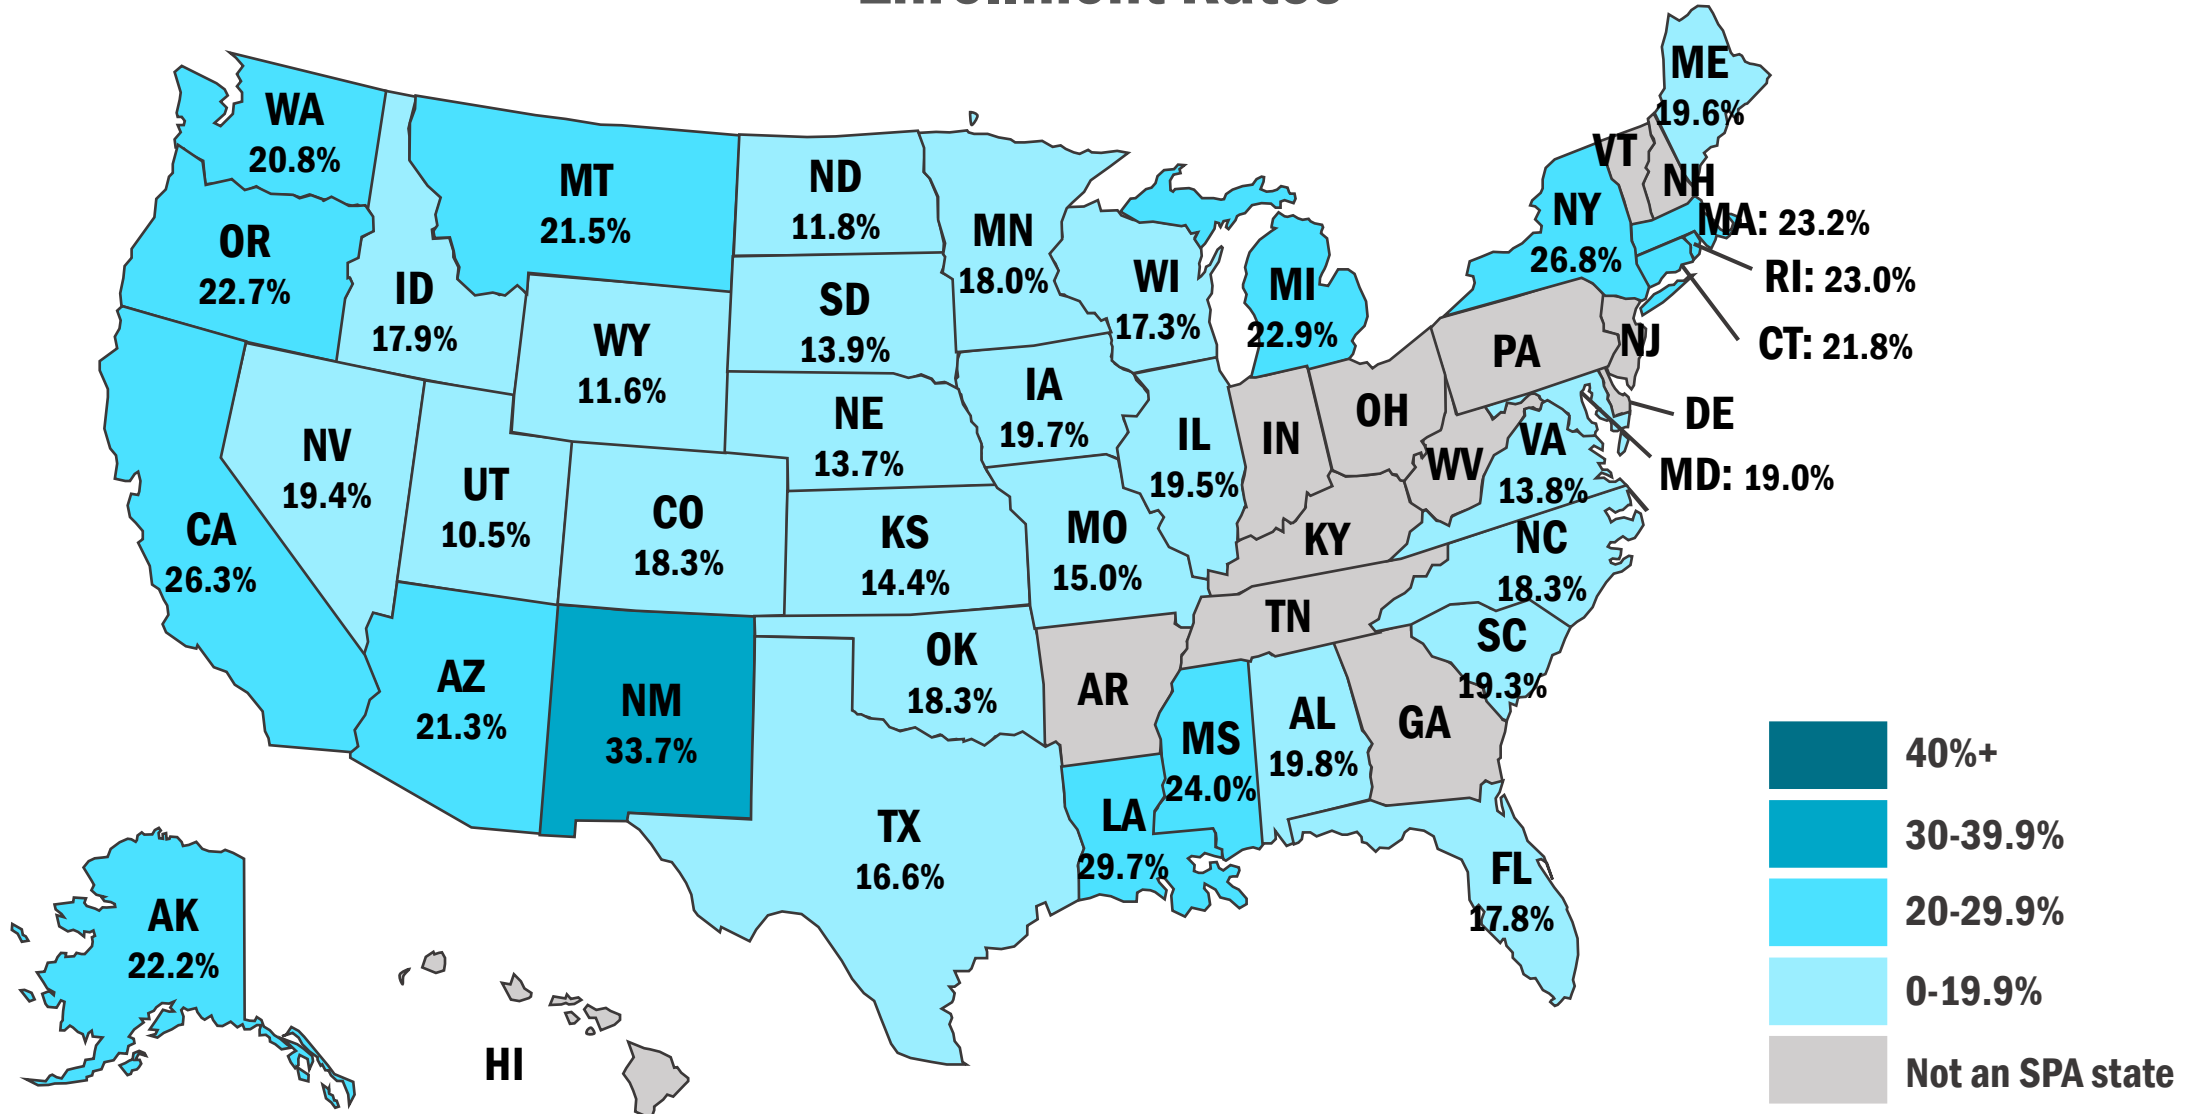 Enrollment Rates
ME
19.6%
WA
20.8%
VT
MT
21.5%
ND
11.8%
NH
NY
26.8%
MN
18.0%
MA: 23.2%
OR
22.7%
WI
17.3%
RI: 23.0%
ID
17.9%
SD
13.9%
MI
22.9%
WY
11.6%
NJ
CT: 21.8%
PA
IA
19.7%
NE
13.7%
OH
DE
NV
19.4%
IL
19.5%
IN
VA
13.8%
WV
MD: 19.0%
UT
10.5%
CO
18.3%
CA
26.3%
KS
14.4%
MO
15.0%
KY
NC
18.3%
TN
OK
18.3%
SC
19.3%
AZ
21.3%
NM
33.7%
AR
MS
24.0%
AL
19.8%
GA
TX
16.6%
LA
29.7%
FL
17.8%
AK
22.2%
HI
40%+
30-39.9%
20-29.9%
0-19.9%
Not an SPA state